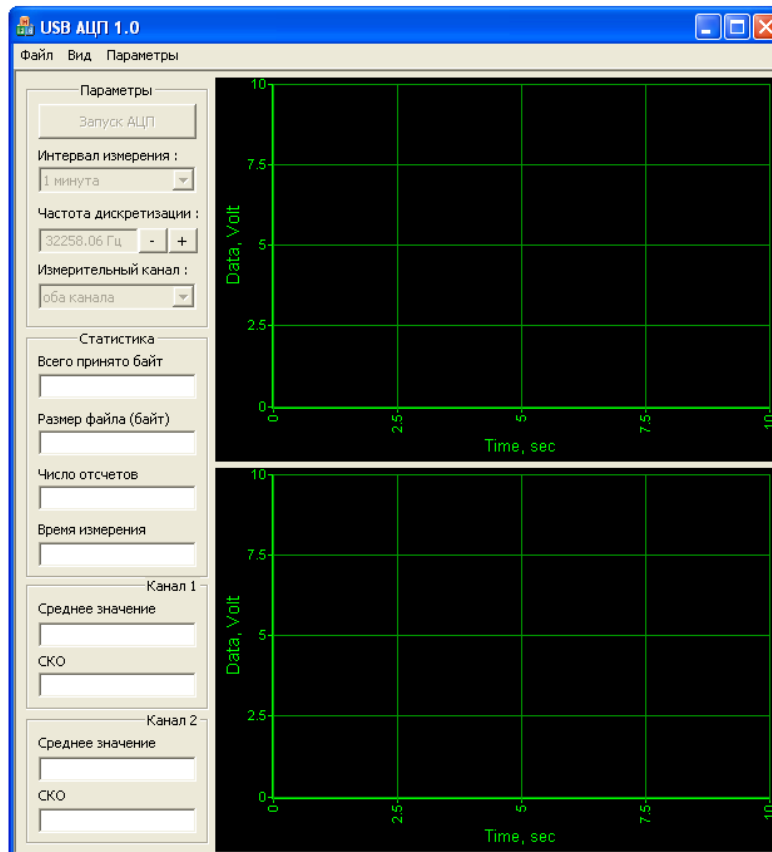 USB АЦП 1.0
Файл Вид Параметры
Параметры
Запуск АЦП
Интервал измерения :
1 минута
Частота дискретизации :
32258.06 Гц - +
Измерительный канал :
оба канала
Статистика
Всего принято байт
Размер файла (байт)
Число отсчетов
Время измерения
Канал 1
Среднее значение
СКО
Канал 2
Среднее значение
СКО
10
7.5
5
2.5
0
Data, Volt
0 2.5 5 7.5 10
Time, sec
10
7.5
5
2.5
0
Data, Volt
0 2.5 5 7.5 10
Time, sec